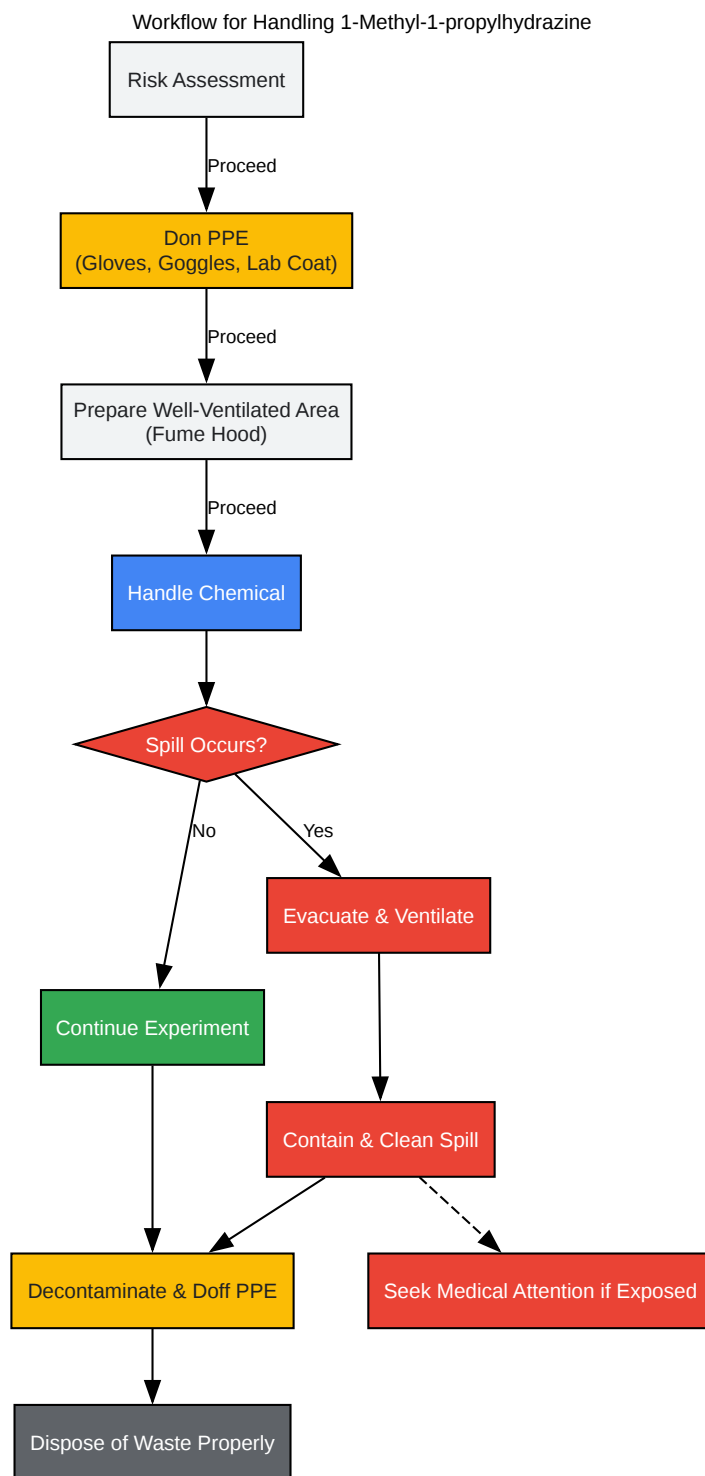 Workflow for Handling 1-Methyl-1-propylhydrazine
Risk Assessment
Proceed
Don PPE
(Gloves, Goggles, Lab Coat)
Proceed
Prepare Well-Ventilated Area
(Fume Hood)
Proceed
Handle Chemical
Spill Occurs?
No
Yes
Evacuate & Ventilate
Continue Experiment
Contain & Clean Spill
Decontaminate & Doff PPE
Seek Medical Attention if Exposed
Dispose of Waste Properly